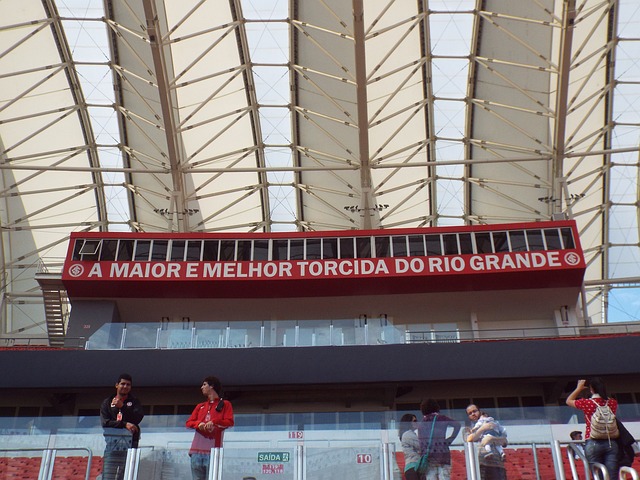 A MAIOR E MELHOR TORCIDA DO RIO GRANDE
119
SAÍDA
10